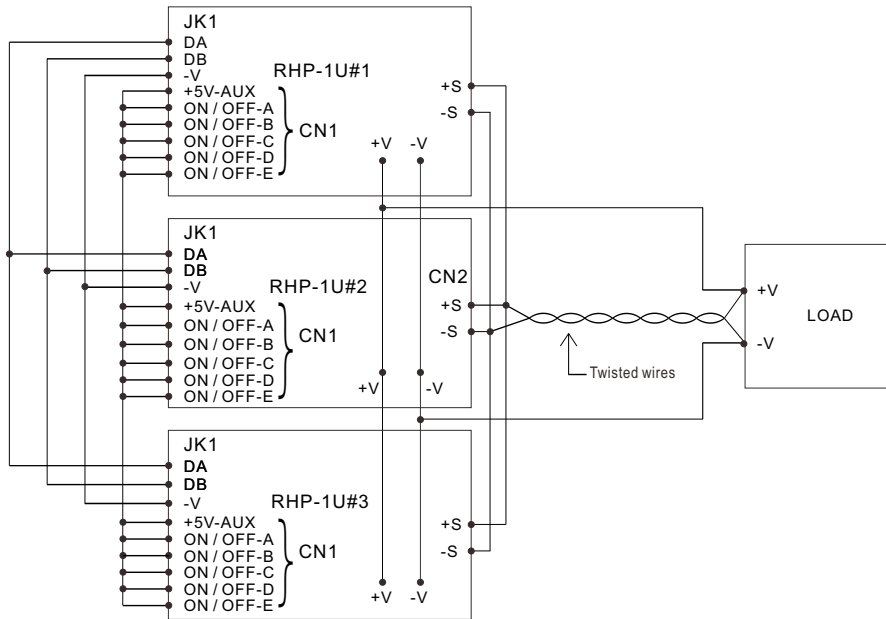 JK1
DA
DB
-V
RHP-1U#1
+5V-AUX
ON / OFF-A
ON / OFF-B
ON / OFF-C
ON / OFF-D
ON / OFF-E
CN1
+V
-V
+S
-S
JK1
DA
DB
-V
RHP-1U#2
+5V-AUX
ON / OFF-A
ON / OFF-B
ON / OFF-C
ON / OFF-D
ON / OFF-E
CN1
+V
-V
CN2
+S
-S
Twisted wires
+V
-V
LOAD
JK1
DA
DB
-V
RHP-1U#3
+5V-AUX
ON / OFF-A
ON / OFF-B
ON / OFF-C
ON / OFF-D
ON / OFF-E
CN1
+V
-V
+S
-S